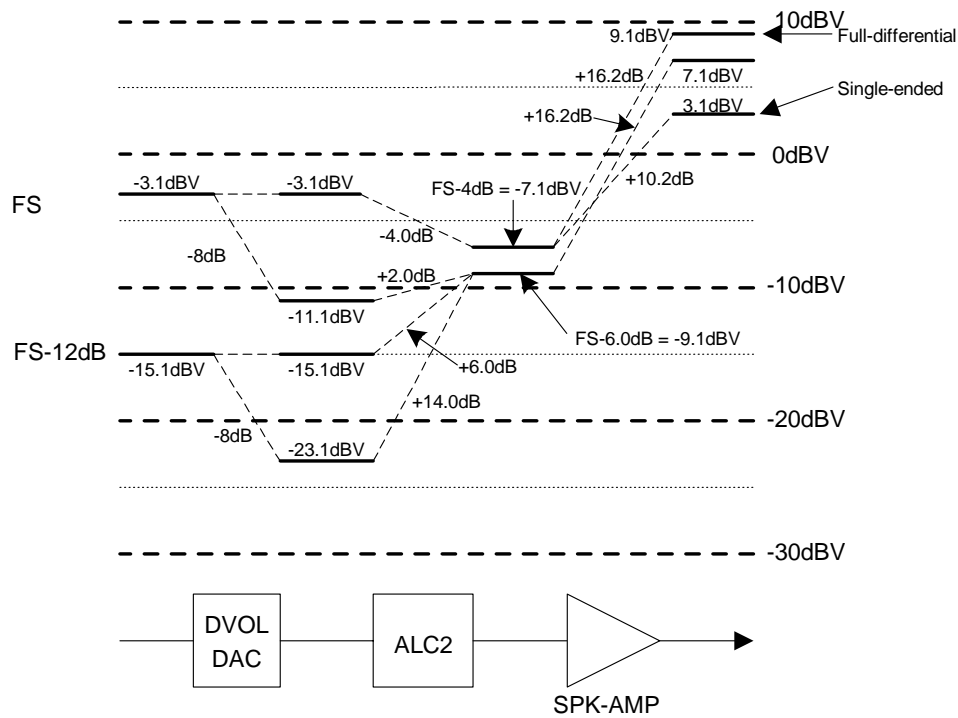 10dBV
9.1dBV
Full-differential
+16.2dB
7.1dBV
Single-ended
3.1dBV
+16.2dB
0dBV
+10.2dB
-3.1dBV
-3.1dBV
FS-4dB = -7.1dBV
FS
-4.0dB
-8dB
+2.0dB
-10dBV
-11.1dBV
FS-6.0dB = -9.1dBV
FS-12dB
-15.1dBV
-15.1dBV
+6.0dB
+14.0dB
-20dBV
-8dB
-23.1dBV
-30dBV
DVOL
DAC
ALC2
SPK-AMP